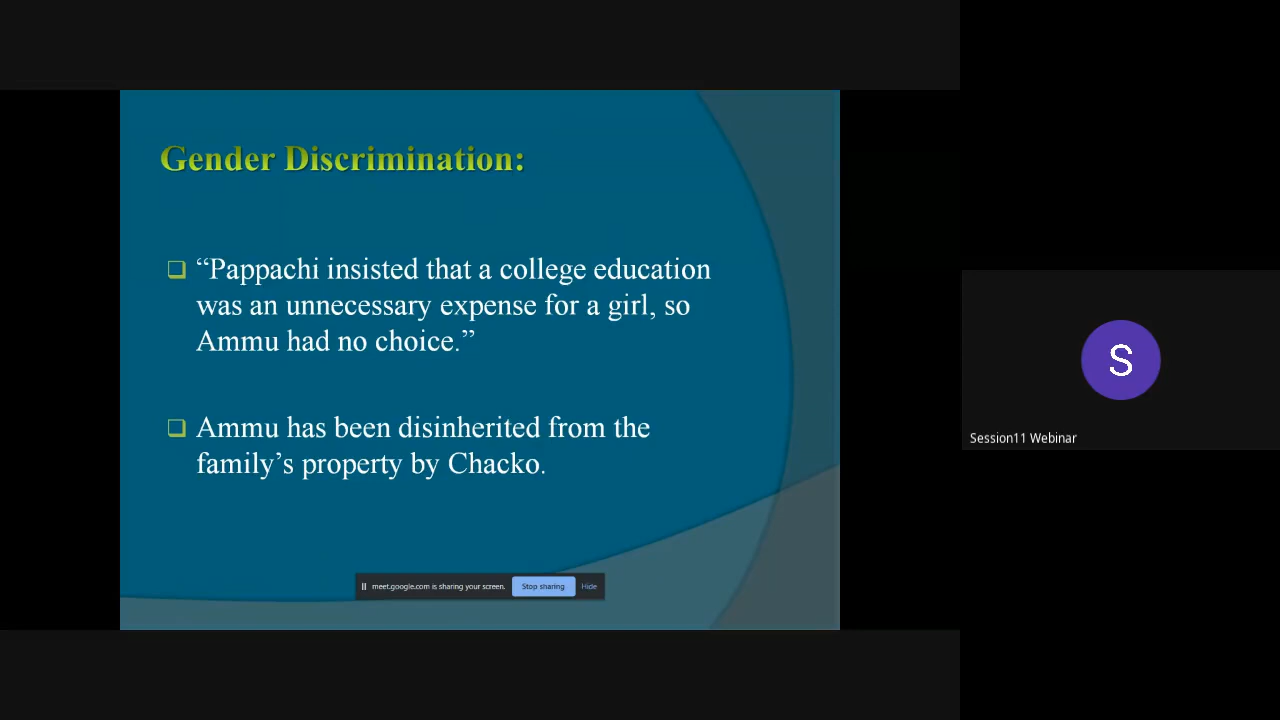 Gender Discrimination:
❑ “Pappachi insisted that a college education
was an unnecessary expense for a girl, so
Ammu had no choice.”
❑ Ammu has been disinherited from the
family’s property by Chacko.
meet.google.com is sharing your screen. Stop sharing Hide
S
Session11 Webinar